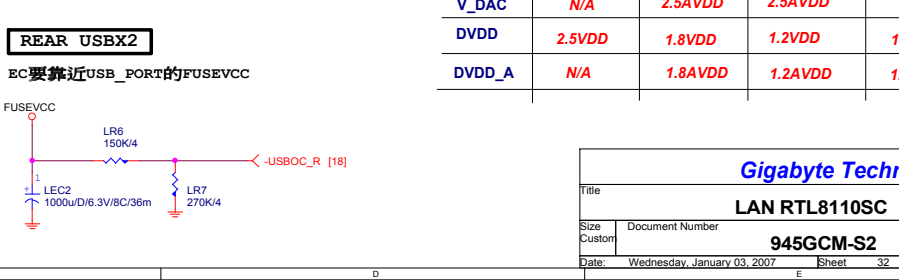 V_DAC N/A 2.5AVDD 2.5AVDD
REAR USBX2
DVDD 2.5VDD 1.8VDD 1.2VDD
EC要靠近USB_PORT的FUSEVCC
DVDD_A N/A 1.8AVDD 1.2AVDD
FUSEVCC
LR6
150K/4
-USBOC_R [18]
1
+
LEC2
1000u/D/6.3V/8C/36m
LR7
270K/4
Gigabyte Techn
Title
LAN RTL8110SC
Size
Custom
Document Number
945GCM-S2
Date: Wednesday, January 03, 2007 Sheet 32
D E